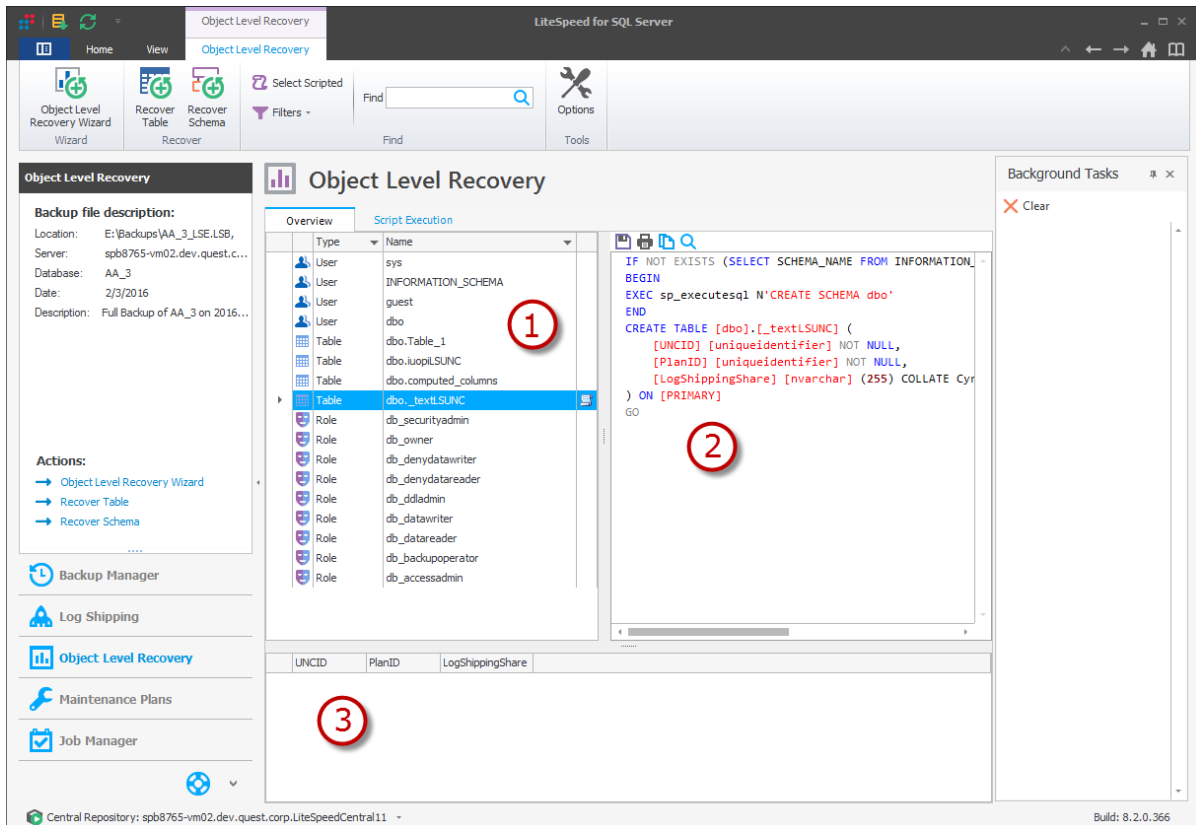 Object Level Recovery
LiteSpeed for SQL Server
Home
View
Object Level Recovery
Object Level
Recovery Wizard
Wizard
Recover
Table
Recover
Schema
Recover
Select Scripted
Filters
Find
Find
Options
Tools
Object Level Recovery
Backup file description:
Location: E:\Backups\AA_3_LSE.LSB,
Server: spb8765-vm02.dev.quest.c...
Database: AA_3
Date: 2/3/2016
Description: Full Backup of AA_3 on 2016...
Actions:
Object Level Recovery Wizard
Recover Table
Recover Schema
Backup Manager
Log Shipping
Object Level Recovery
Maintenance Plans
Job Manager
Object Level Recovery
Overview
Script Execution
Type Name
User sys
User INFORMATION_SCHEMA
User guest
User dbo
Table dbo.Table_1
Table dbo.iuopiLSUNC
Table dbo.computed_columns
Table dbo._textLSUNC
Role db_securityadmin
Role db_owner
Role db_denydatawriter
Role db_denydatareader
Role db_ddladmin
Role db_datawriter
Role db_datareader
Role db_backupoperator
Role db_accessadmin
1
IF NOT EXISTS (SELECT SCHEMA_NAME FROM INFORMATION_
BEGIN
EXEC sp_executesql N'CREATE SCHEMA dbo'
END
CREATE TABLE [dbo].[_textLSUNC] (
[UNCID] [uniqueidentifier] NOT NULL,
[PlanID] [uniqueidentifier] NOT NULL,
[LogShippingShare] [nvarchar] (255) COLLATE Cyr
) ON [PRIMARY]
GO
2
UNCID PlanID LogShippingShare
3
Background Tasks
Clear
Central Repository: spb8765-vm02.dev.quest.corp.LiteSpeedCentral11
Build: 8.2.0.366